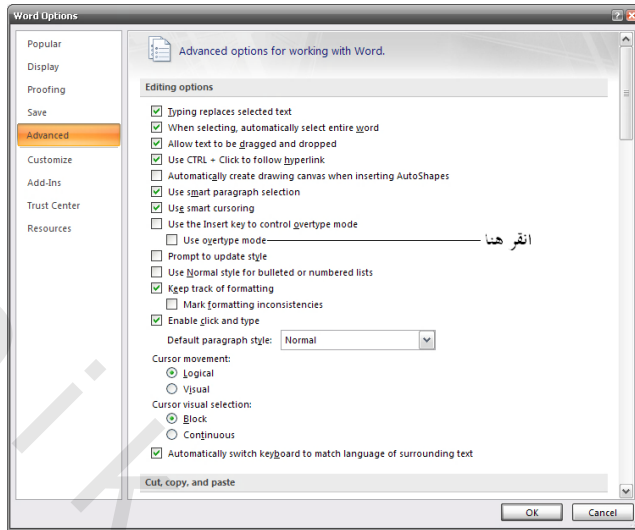 Word Options
Popular
Display
Proofing
Save
Advanced
Customize
Add-Ins
Trust Center
Resources
Advanced options for working with Word.
Editing options
Typing replaces selected text
When selecting, automatically select entire word
Allow text to be dragged and dropped
Use CTRL + Click to follow hyperlink
Automatically create drawing canvas when inserting AutoShapes
Use smart paragraph selection
Use smart cursoring
Use the Insert key to control overtype mode
Use overtype mode انقر هنا
Prompt to update style
Use Normal style for bulleted or numbered lists
Keep track of formatting
Mark formatting inconsistencies
Enable click and type
Default paragraph style: Normal
Cursor movement:
Logical
Visual
Cursor visual selection:
Block
Continuous
Automatically switch keyboard to match language of surrounding text
Cut, copy, and paste
OK Cancel